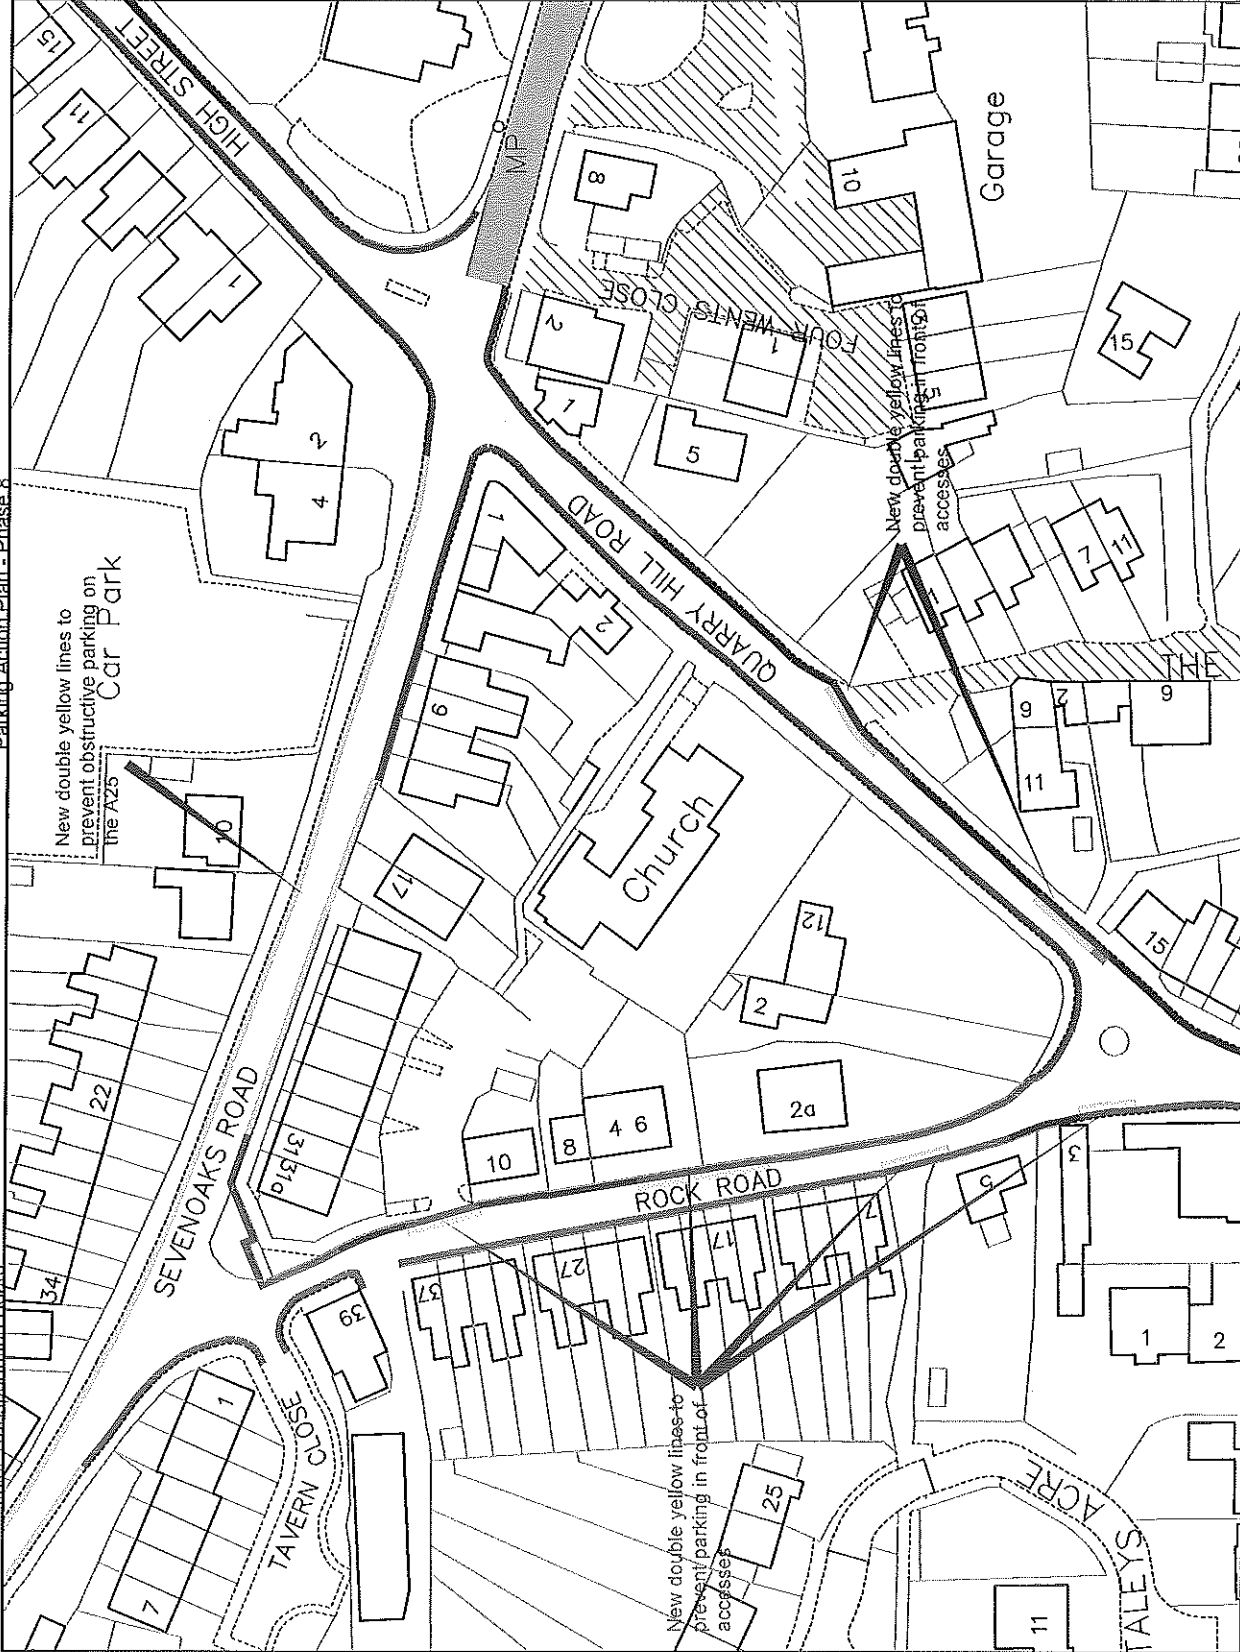 Parking Action Plan - Phase 8
New double yellow lines to
prevent obstructive parking on
the A25
Car Park
15
11
HIGH STREET
1
2
4
MP
8
10
Garage
2
FOUR WENTS CLOSE
1
1
5
5
15
New double yellow lines to
prevent parking in front of
accesses
1
2
QUARRY HILL ROAD
9
1
7
11
THE
9
2
9
11
10
17
Church
12
2
15
22
SEVENOAKS ROAD
31
31a
10
8
4 6
2a
ROCK ROAD
34
37
27
17
7
5
3
39
1
2
1
TAVERN CLOSE
7
New double yellow lines to
prevent parking in front of
accesses
25
STALEYS ACRE
11